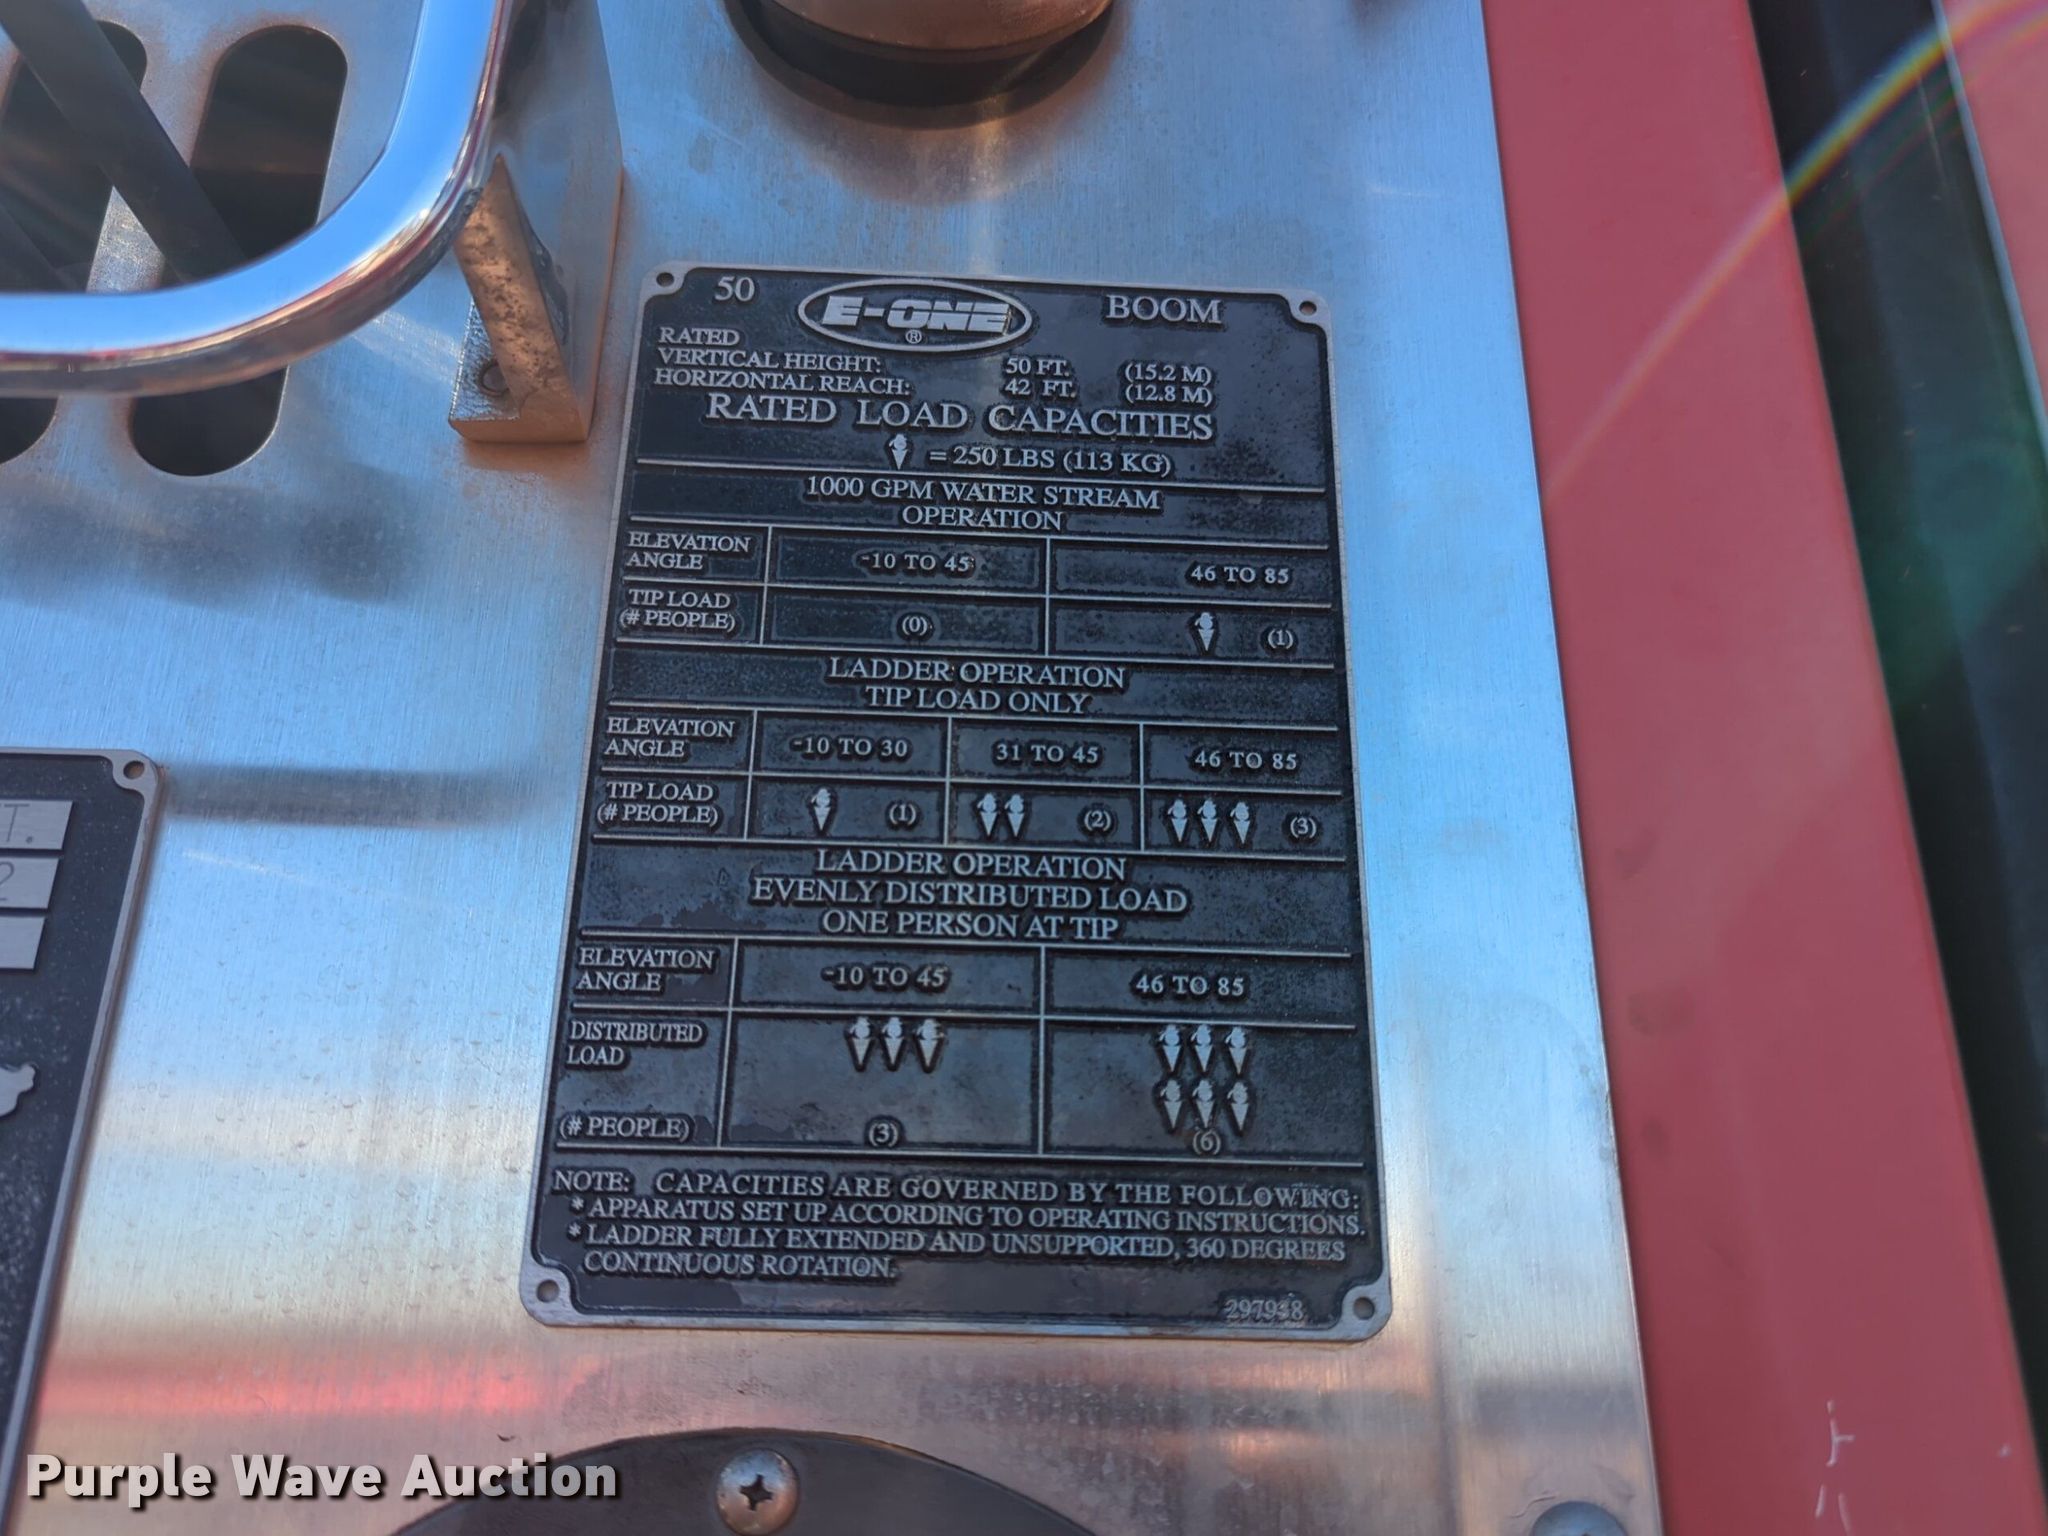 50 E-ONE ® BOOM
RATED
VERTICAL HEIGHT: 50 FT. (15.2 M)
HORIZONTAL REACH: 42 FT. (12.8 M)
RATED LOAD CAPACITIES
= 250 LBS (113 KG)
1000 GPM WATER STREAM
OPERATION
ELEVATION
ANGLE
-10 TO 45
46 TO 85
TIP LOAD
(# PEOPLE)
(0)
(1)
LADDER OPERATION
TIP LOAD ONLY
ELEVATION
ANGLE
-10 TO 30
31 TO 45
46 TO 85
TIP LOAD
(# PEOPLE)
(1)
(2)
(3)
LADDER OPERATION
EVENLY DISTRIBUTED LOAD
ONE PERSON AT TIP
ELEVATION
ANGLE
-10 TO 45
46 TO 85
DISTRIBUTED
LOAD
(# PEOPLE)
(3)
(6)
NOTE: CAPACITIES ARE GOVERNED BY THE FOLLOWING:
* APPARATUS SET UP ACCORDING TO OPERATING INSTRUCTIONS.
* LADDER FULLY EXTENDED AND UNSUPPORTED, 360 DEGREES
CONTINUOUS ROTATION.
T.
2
Purple Wave Auction